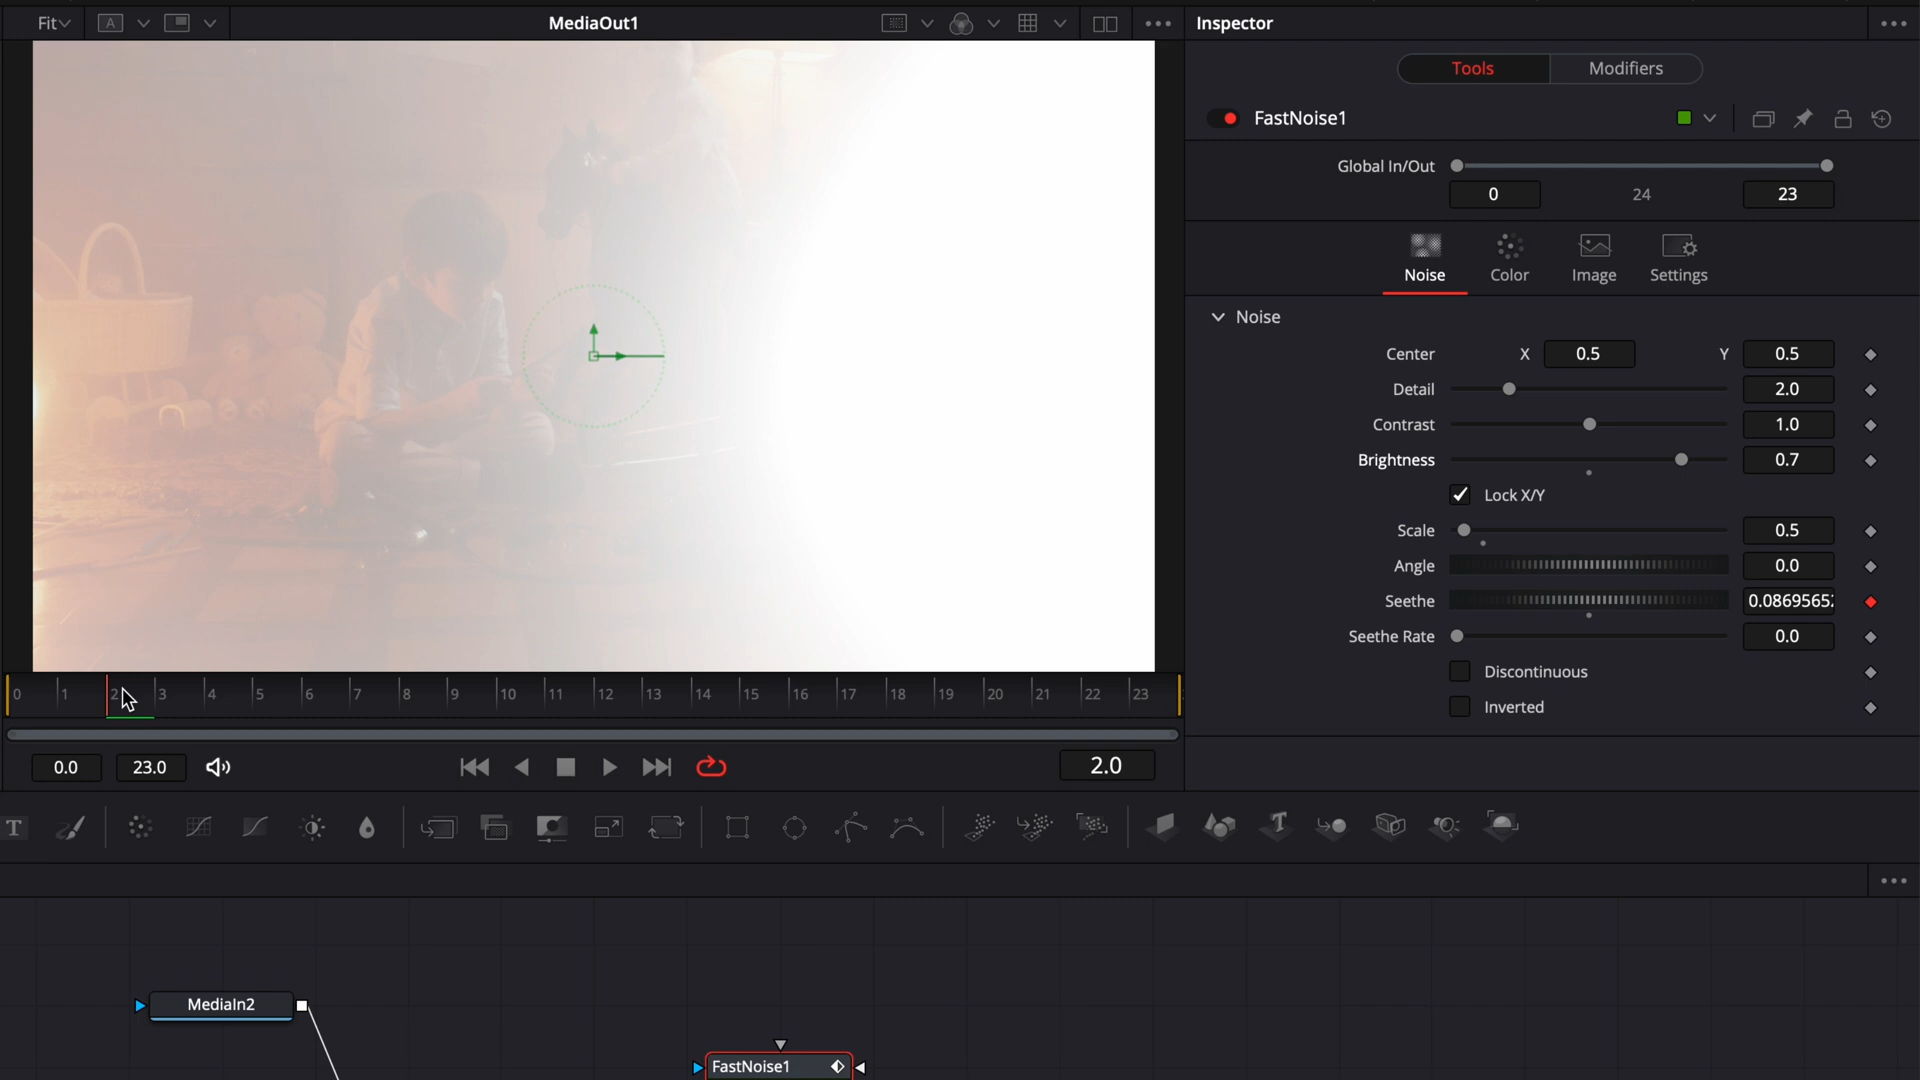 Fit
A
MediaOut1
Inspector
Tools
Modifiers
FastNoise1
Global In/Out
0
24
23
Noise
Color
Image
Settings
Noise
Center
X
0.5
Y
0.5
Detail
2.0
Contrast
1.0
Brightness
0.7
Lock X/Y
Scale
0.5
Angle
0.0
Seethe
0.0869565
Seethe Rate
0.0
Discontinuous
Inverted
0 1 2 3 4 5 6 7 8 9 10 11 12 13 14 15 16 17 18 19 20 21 22 23
0.0
23.0
2.0
T
T
MediaIn2
FastNoise1